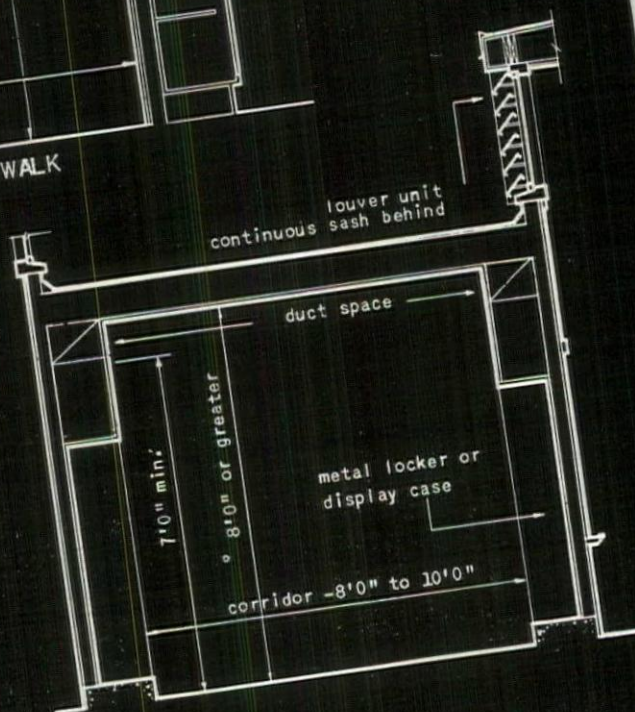 WALK
louver unit
continuous sash behind
duct space
7'0" min.
8'0" or greater
metal locker or
display case
corridor -8'0" to 10'0"